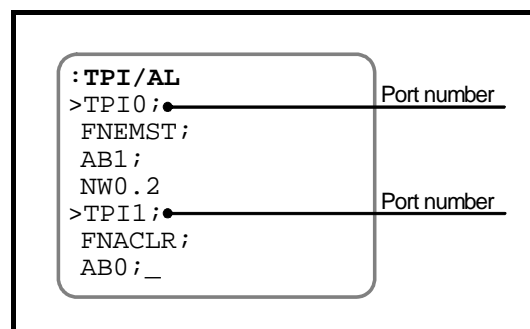 :TPI/AL
>TPI0;
Port number
FNEMST;
AB1;
NW0.2
>TPI1;
Port number
FNACLR;
AB0;_